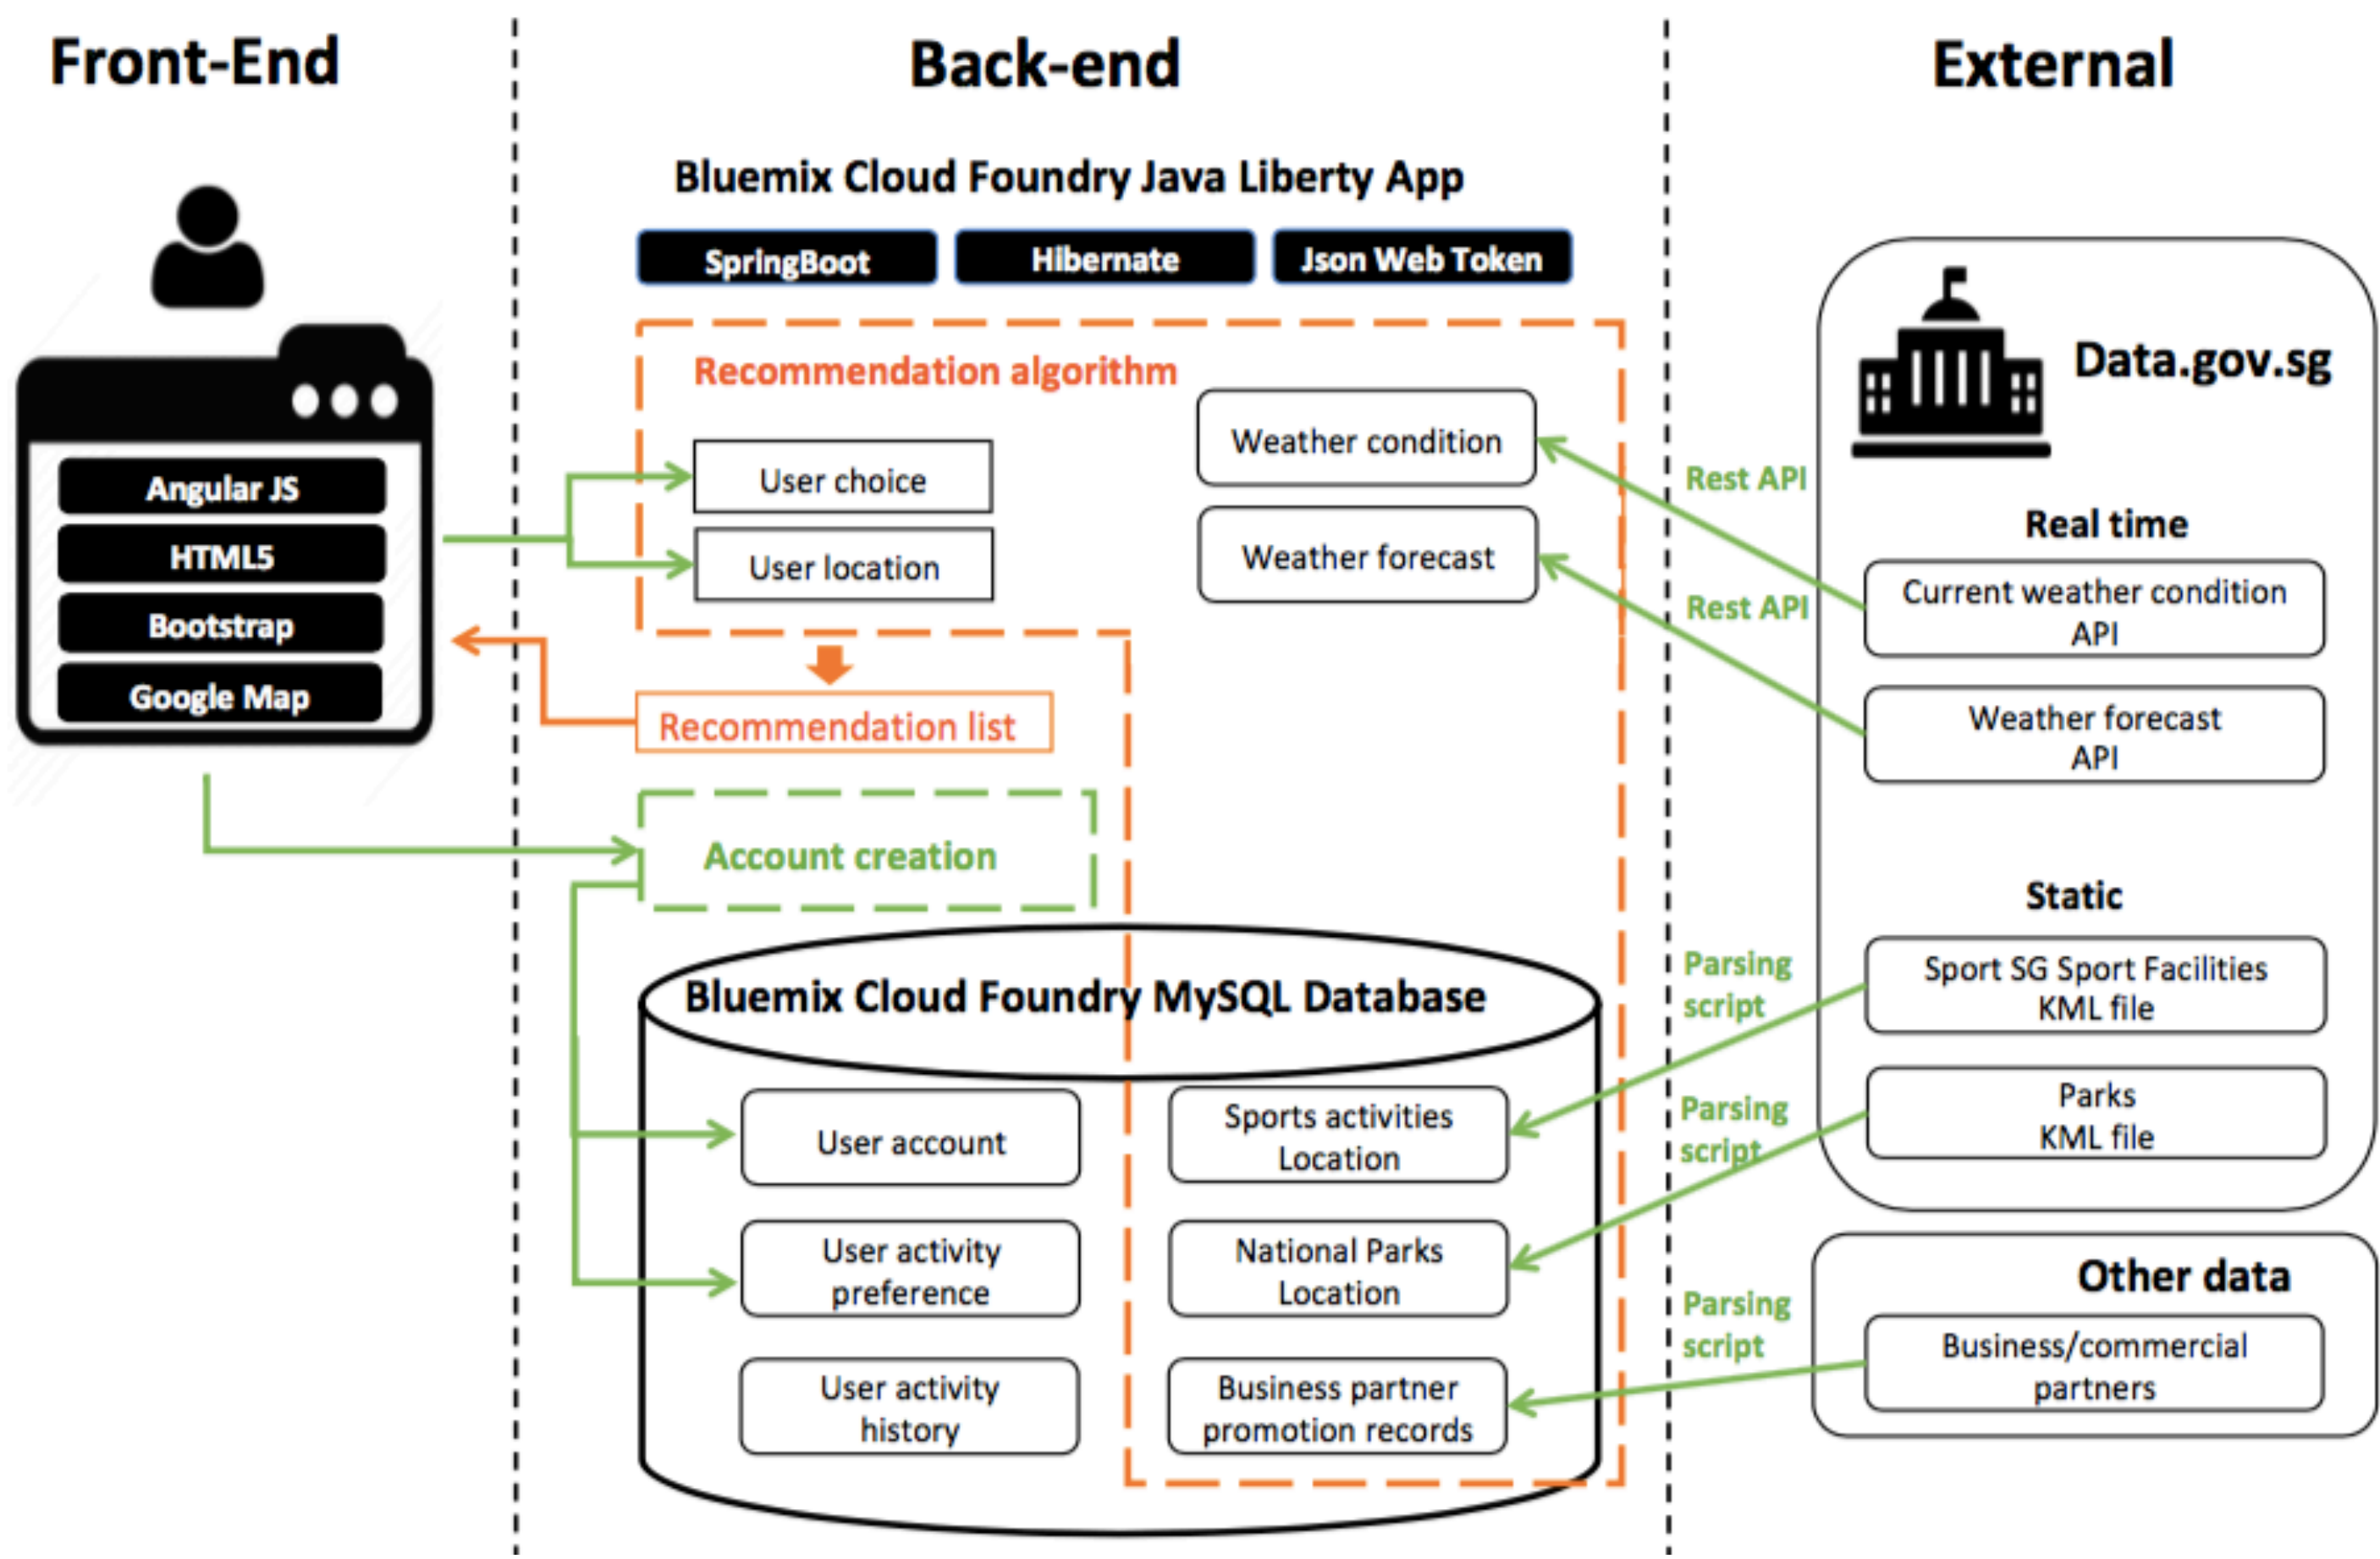 Front-End
Back-end
External
Bluemix Cloud Foundry Java Liberty App
SpringBoot
Hibernate
Json Web Token
Angular JS
HTML5
Bootstrap
Google Map
Recommendation algorithm
User choice
User location
Weather condition
Weather forecast
Recommendation list
Account creation
Bluemix Cloud Foundry MySQL Database
User account
User activity
preference
User activity
history
Sports activities
Location
National Parks
Location
Business partner
promotion records
Rest API
Rest API
Parsing
script
Parsing
script
Parsing
script
Data.gov.sg
Real time
Current weather condition
API
Weather forecast
API
Static
Sport SG Sport Facilities
KML file
Parks
KML file
Other data
Business/commercial
partners